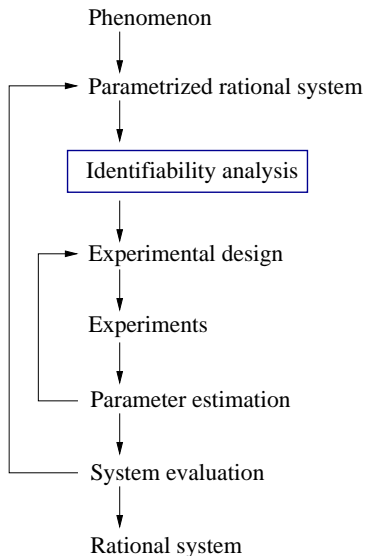 Phenomenon
Parametrized rational system
Identifiability analysis
Experimental design
Experiments
Parameter estimation
System evaluation
Rational system